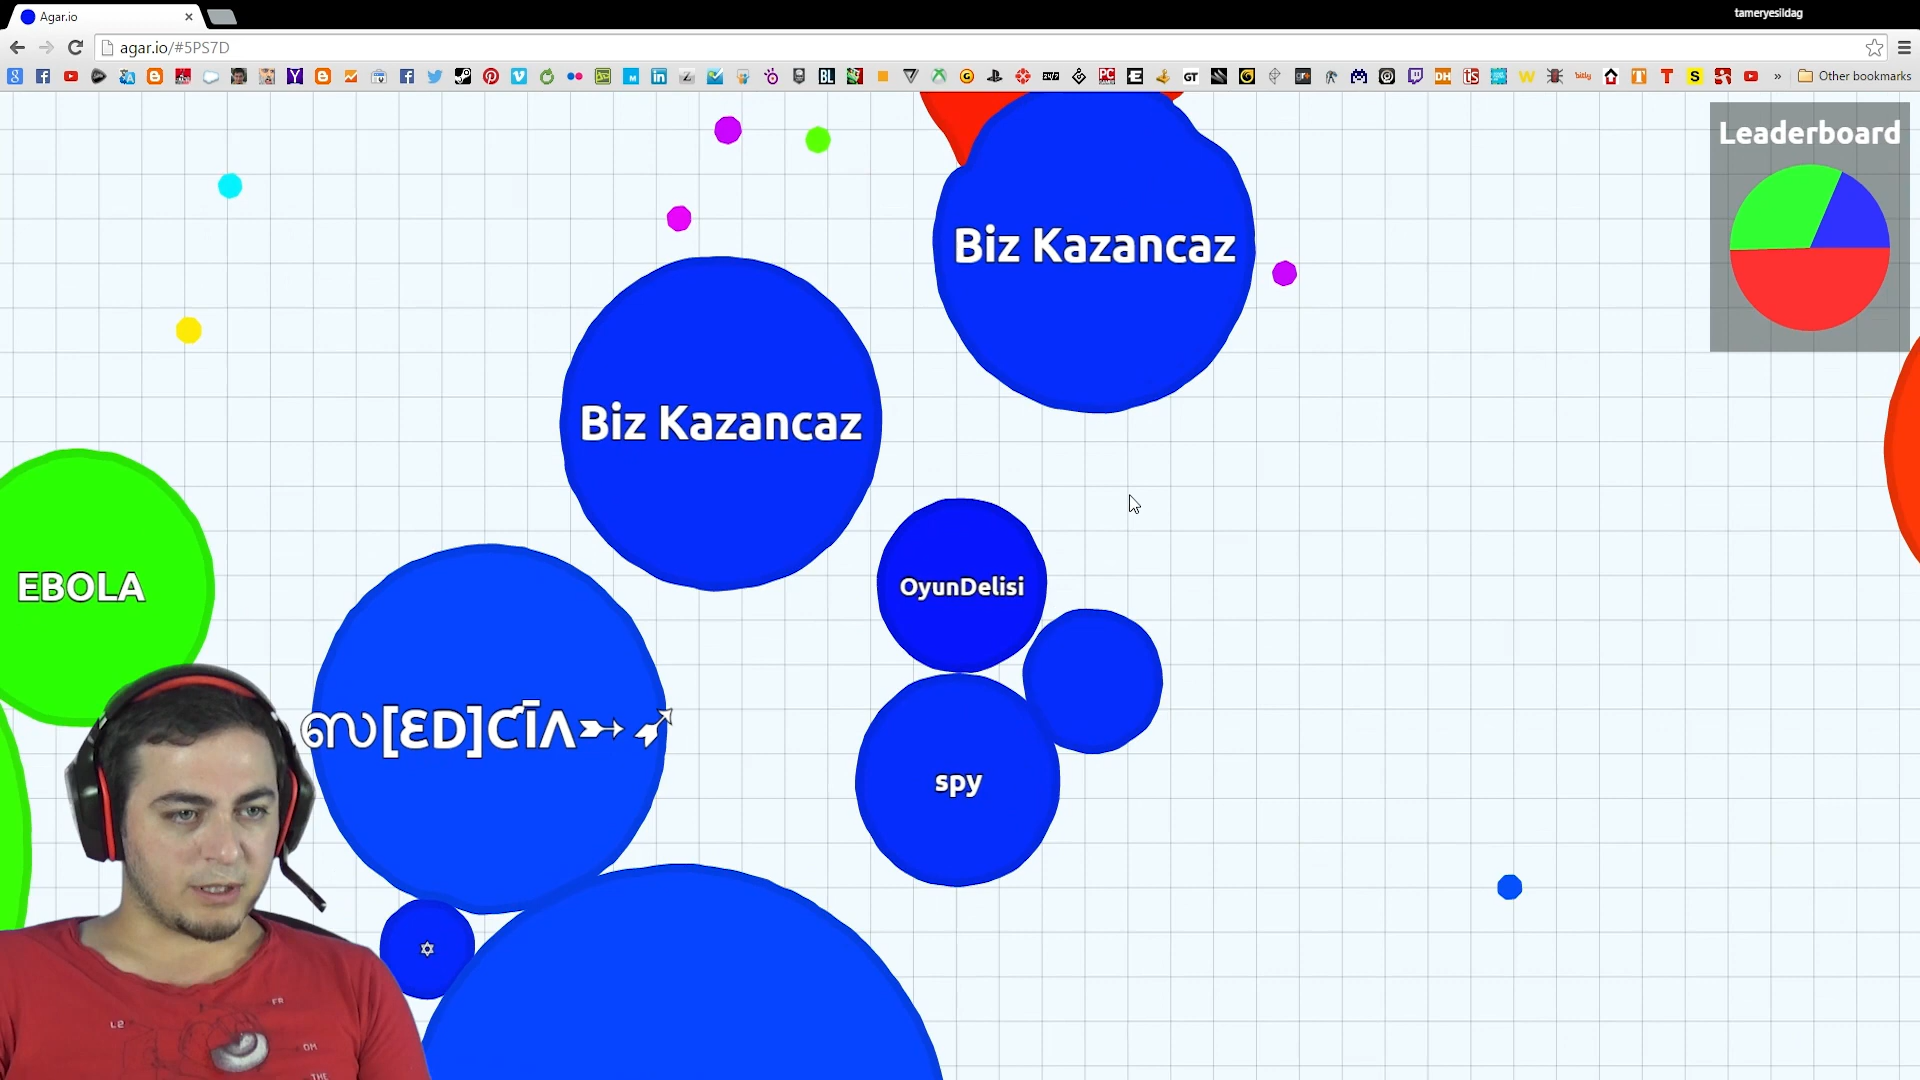 Agar.io
tameryesildag
agar.io/#5PS7D
Other bookmarks
Leaderboard
Biz Kazancaz
Biz Kazancaz
OyunDelisi
EBOLA
spy